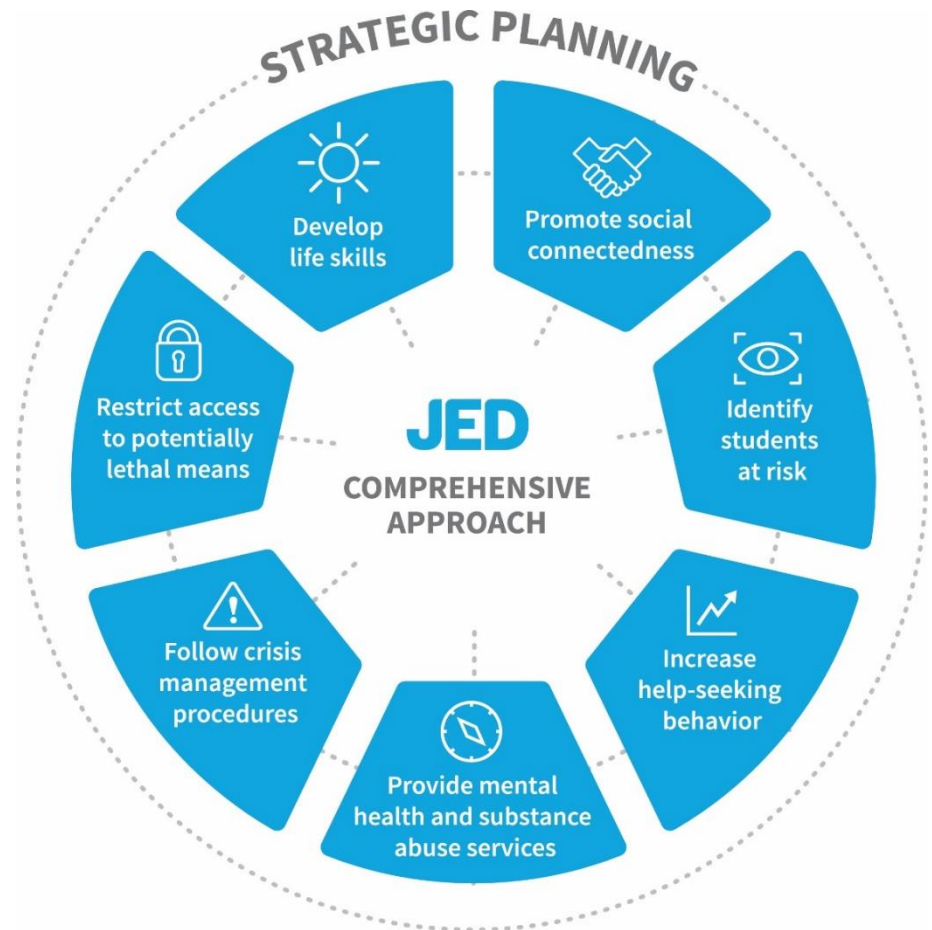 STRATEGIC PLANNING
Develop
life skills
Promote social
connectedness
Identify
students
at risk
Increase
help-seeking
behavior
Provide mental
health and substance
abuse services
Follow crisis
management
procedures
Restrict access
to potentially
lethal means
JED
COMPREHENSIVE
APPROACH